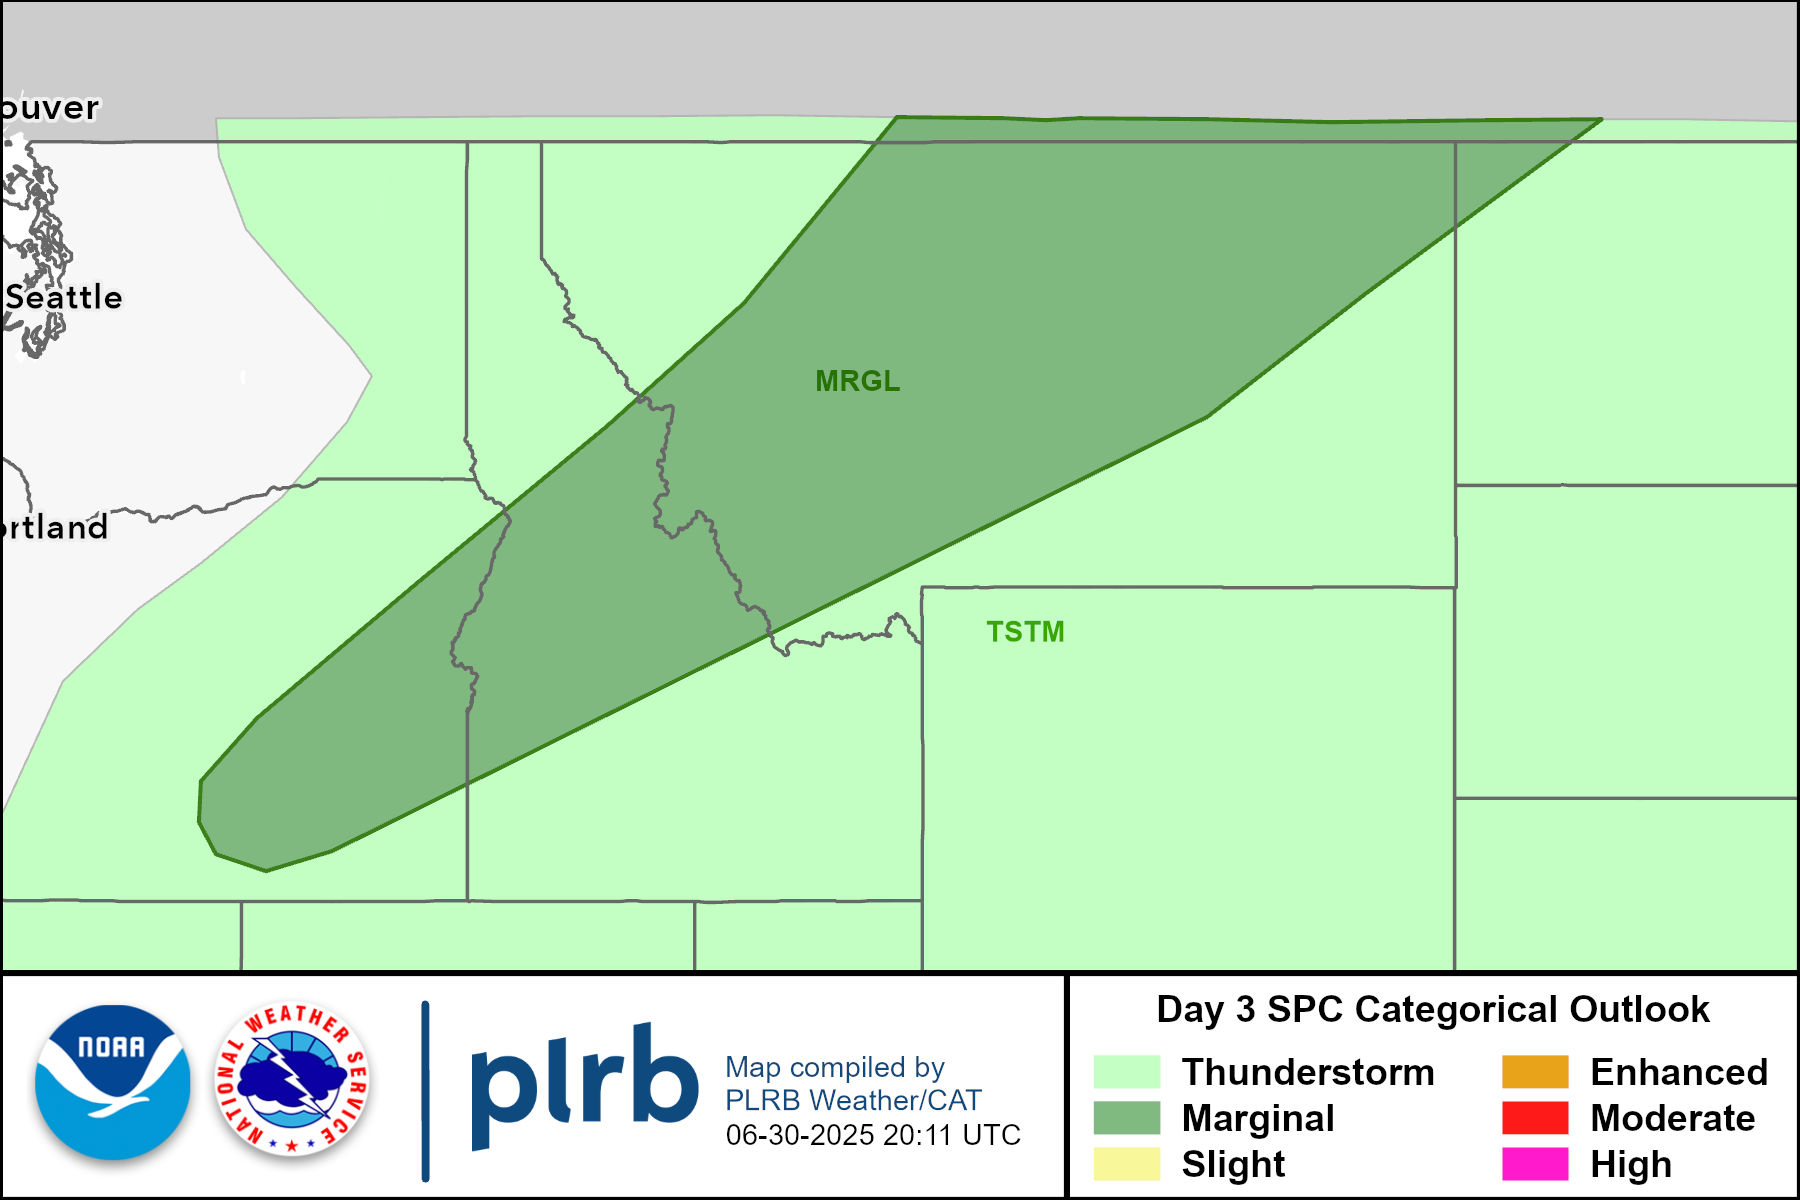 ouver
Seattle
MRGL
rtland
TSTM
NOAA
NATIONAL WEATHER SERVICE
plrb
Map compiled by
PLRB Weather/CAT
06-30-2025 20:11 UTC
Day 3 SPC Categorical Outlook
Thunderstorm
Enhanced
Marginal
Moderate
Slight
High